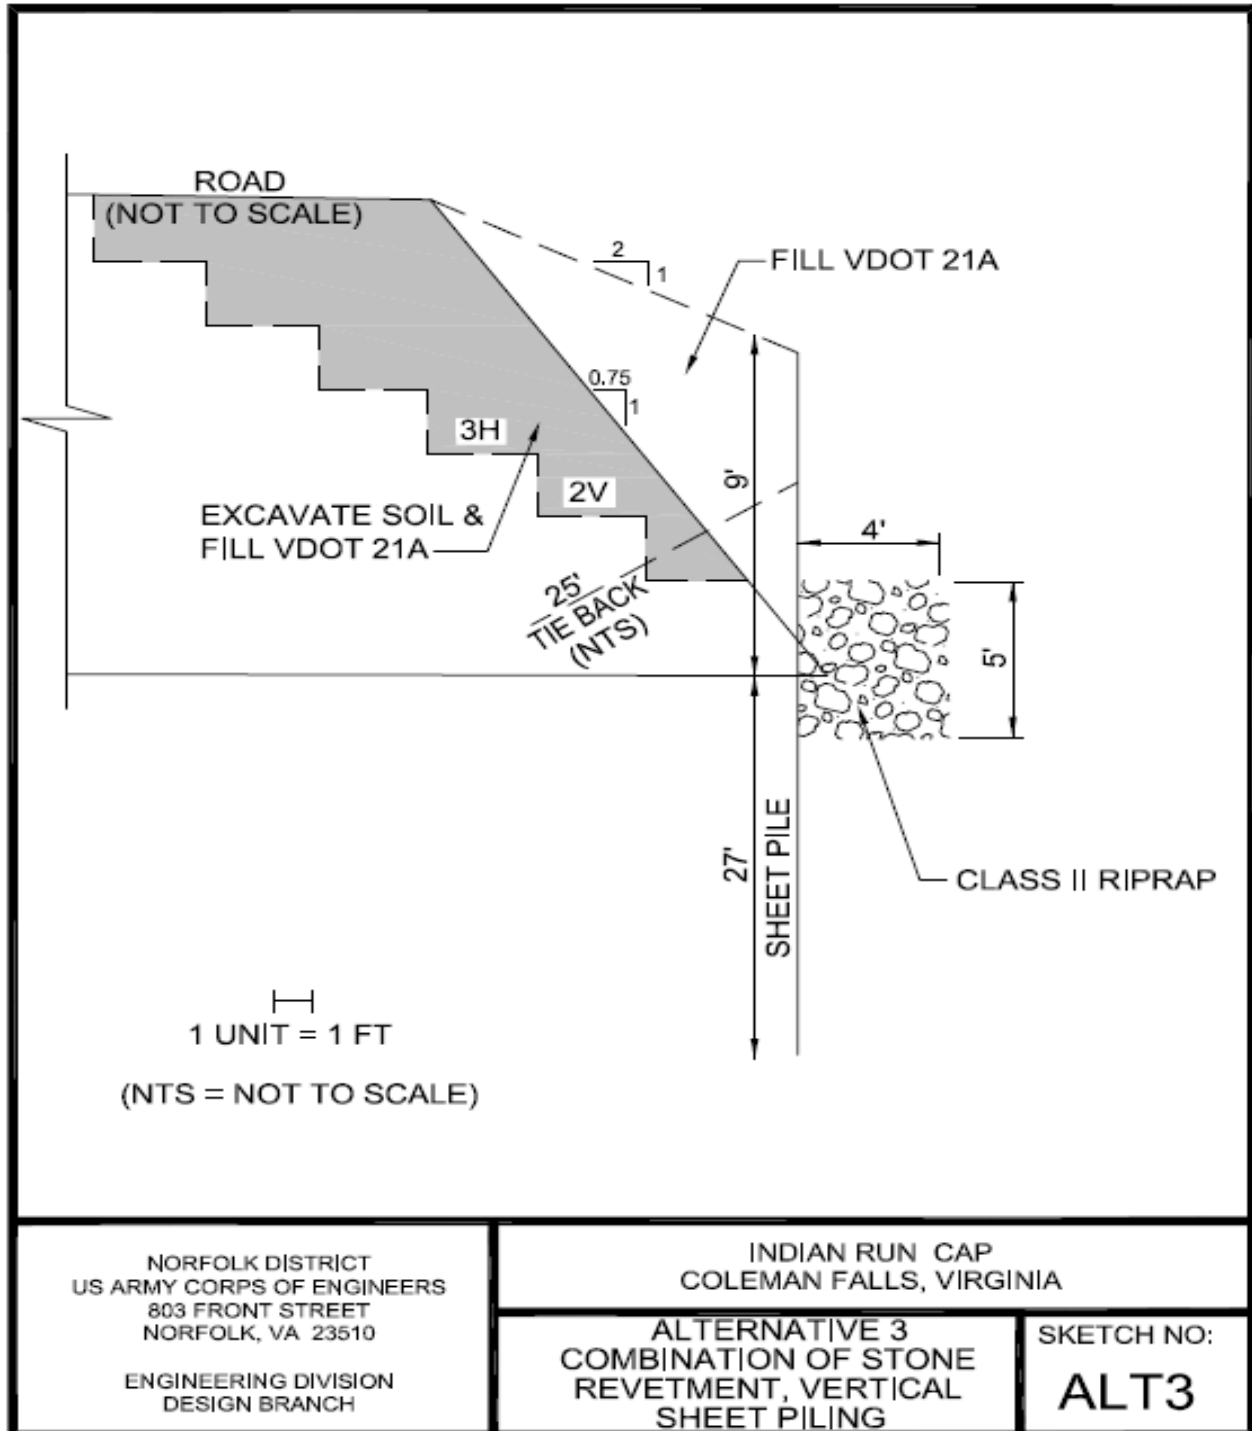 ROAD
(NOT TO SCALE)
2
1
FILL VDOT 21A
0.75
1
3H
2V
9'
EXCAVATE SOIL &
FILL VDOT 21A
4'
25'
TIE BACK
(NTS)
5'
27'
SHEET PILE
CLASS II RIPRAP
1 UNIT = 1 FT
(NTS = NOT TO SCALE)
NORFOLK DISTRICT
US ARMY CORPS OF ENGINEERS
803 FRONT STREET
NORFOLK, VA 23510
ENGINEERING DIVISION
DESIGN BRANCH
INDIAN RUN CAP
COLEMAN FALLS, VIRGINIA
ALTERNATIVE 3
COMBINATION OF STONE
REVETMENT, VERTICAL
SHEET PILING
SKETCH NO:
ALT3